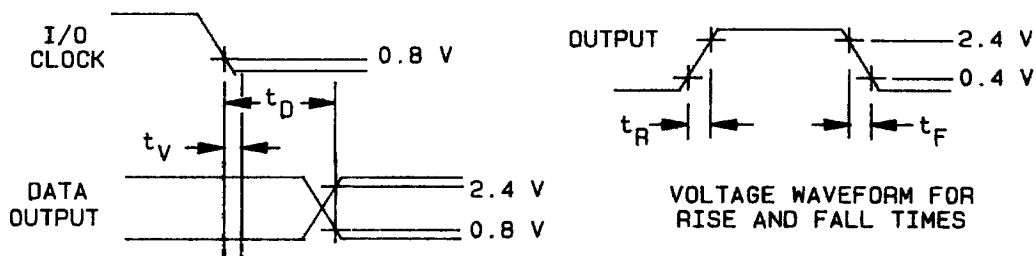 I/O
CLOCK
0.8 V
tD
tV
DATA
OUTPUT
2.4 V
0.8 V
OUTPUT
2.4 V
0.4 V
tR
tF
VOLTAGE WAVEFORM FOR
RISE AND FALL TIMES